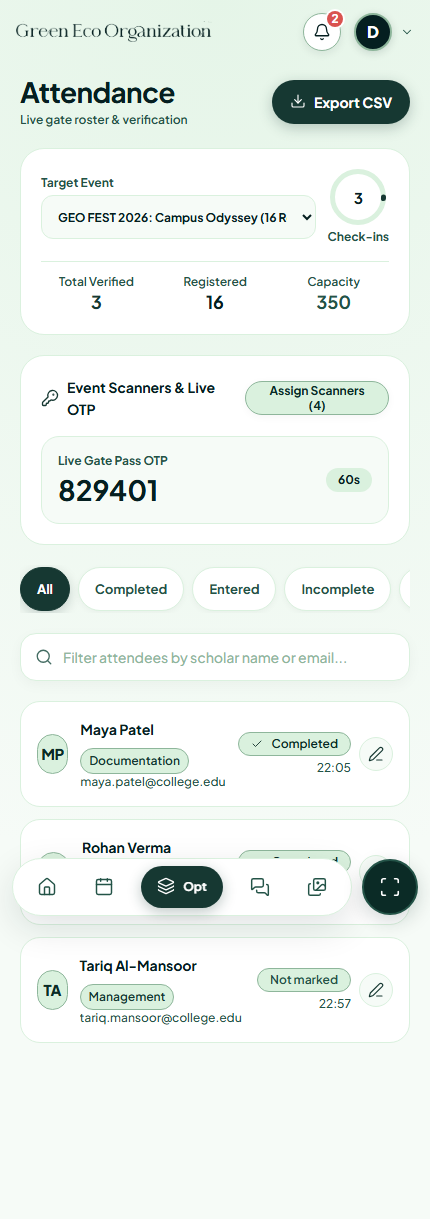 Green Eco Organization
2
D
Attendance
Export CSV
Live gate roster & verification
Target Event
GEO FEST 2026: Campus Odyssey (16 R
3
Check-ins
Total Verified
Registered
Capacity
3
16
350
Event Scanners & Live
OTP
Assign Scanners
(4)
Live Gate Pass OTP
829401
60s
All
Completed
Entered
Incomplete
Filter attendees by scholar name or email...
MP
Maya Patel
Documentation
maya.patel@college.edu
Completed
22:05
Rohan Verma
Opt
TA
Tariq Al-Mansoor
Management
tariq.mansoor@college.edu
Not marked
22:57